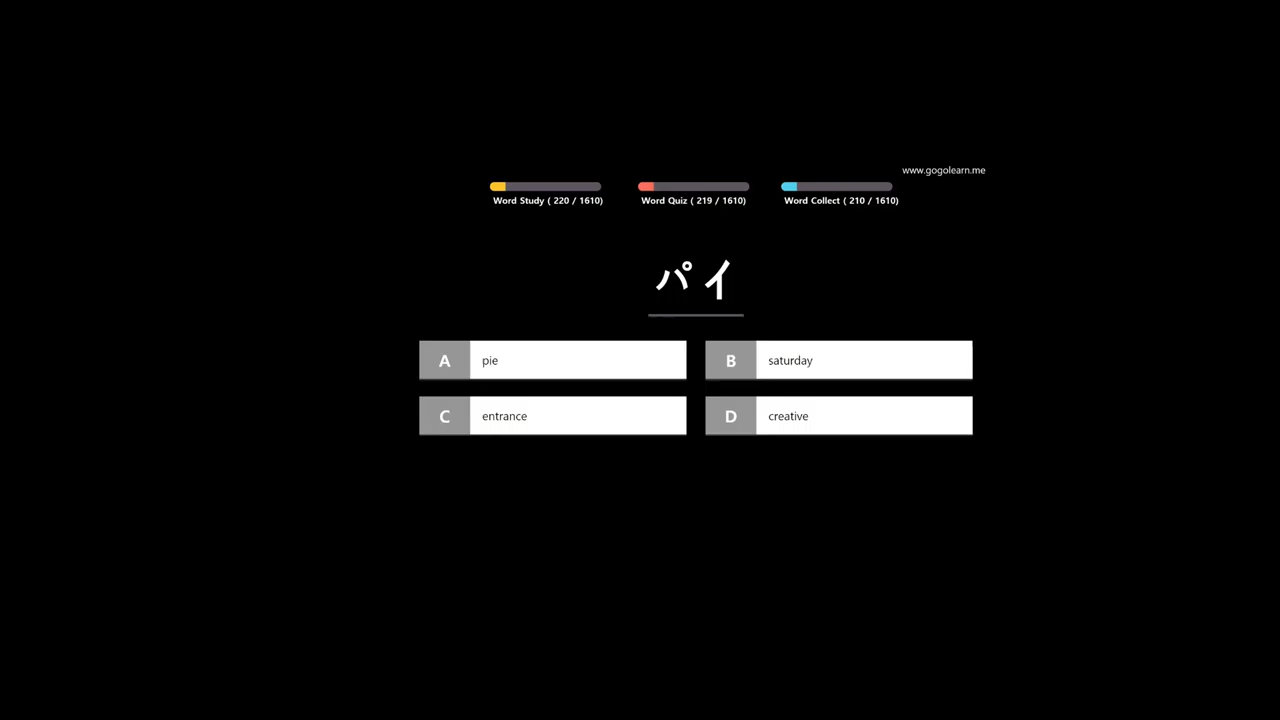 www.gogolearn.me
Word Study ( 220 / 1610)
Word Quiz ( 219 / 1610)
Word Collect ( 210 / 1610)
パイ
A pie
B saturday
C entrance
D creative